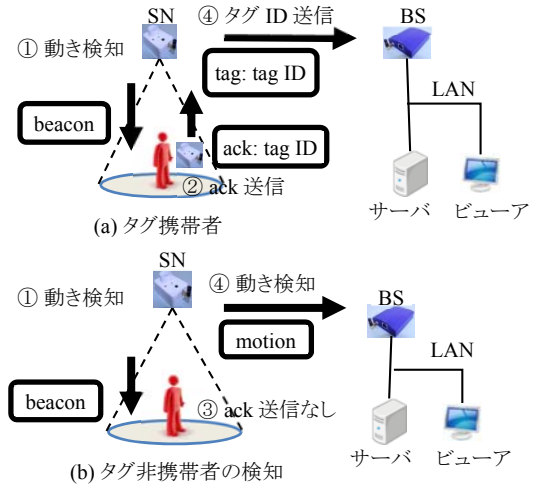 SN
④ タグ ID 送信
BS
① 動き検知
tag: tag ID
LAN
beacon
ack: tag ID
② ack 送信
サーバ
ビューア
(a) タグ携帯者
SN
① 動き検知
④ 動き検知
BS
motion
LAN
beacon
③ ack 送信なし
サーバ
ビューア
(b) タグ非携帯者の検知